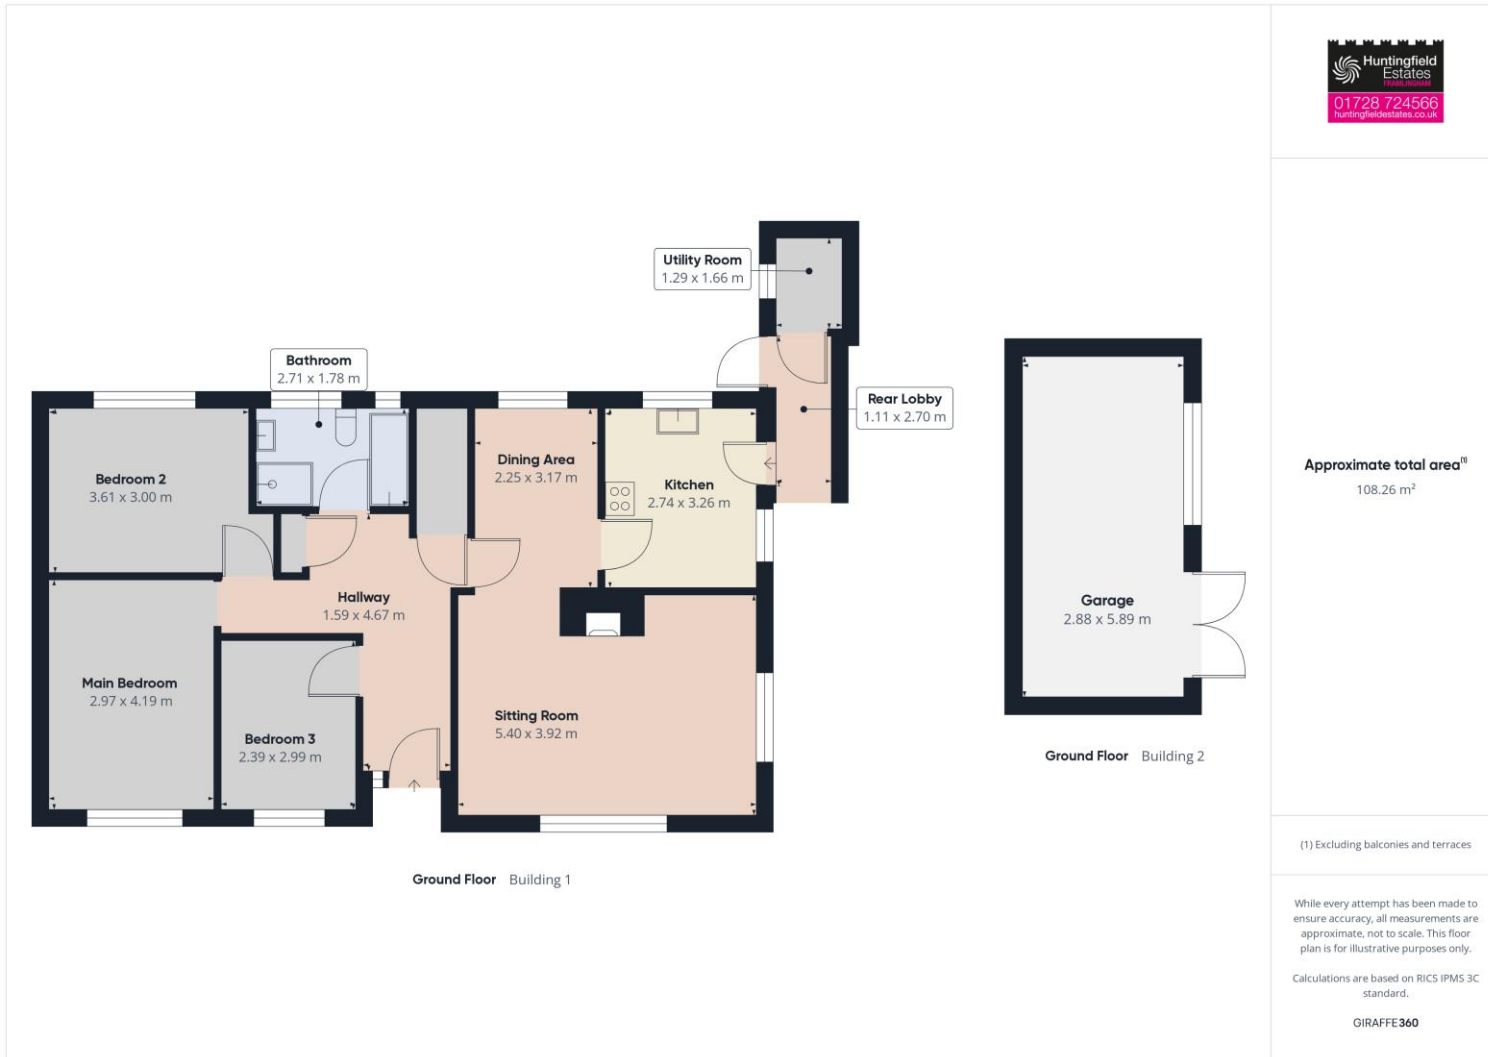 Huntingfield
Estates
FRAMLINGHAM
01728 724566
huntingfieldestates.co.uk
Utility Room
1.29 x 1.66 m
Bathroom
2.71 x 1.78 m
Rear Lobby
1.11 x 2.70 m
Bedroom 2
3.61 x 3.00 m
Dining Area
2.25 x 3.17 m
Kitchen
2.74 x 3.26 m
Hallway
1.59 x 4.67 m
Main Bedroom
2.97 x 4.19 m
Bedroom 3
2.39 x 2.99 m
Sitting Room
5.40 x 3.92 m
Ground Floor Building 1
Garage
2.88 x 5.89 m
Ground Floor Building 2
Approximate total area(1)
108.26 m²
(1) Excluding balconies and terraces
While every attempt has been made to
ensure accuracy, all measurements are
approximate, not to scale. This floor
plan is for illustrative purposes only.
Calculations are based on RICS IPMS 3C
standard.
GIRAFFE360